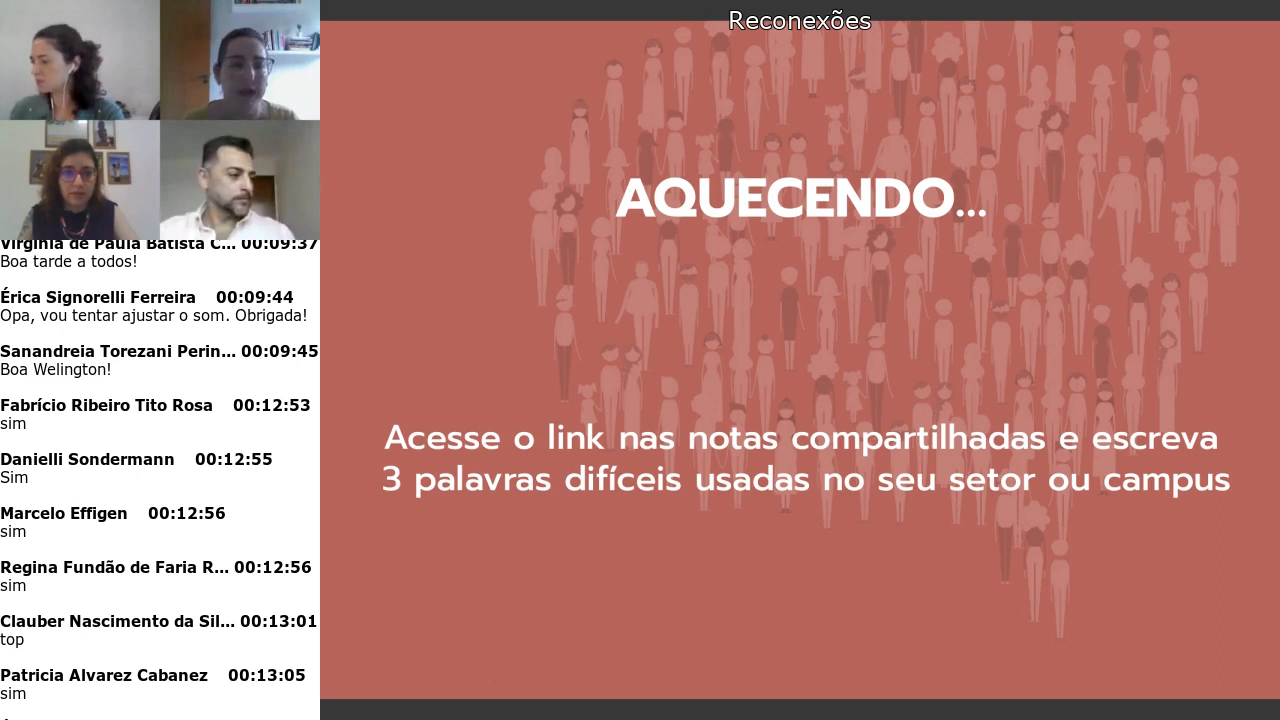 Reconexões
Virgínia de Paula Batista C... 00:09:37
Boa tarde a todos!
Érica Signorelli Ferreira 00:09:44
Opa, vou tentar ajustar o som. Obrigada!
Sanandreia Torezani Perin... 00:09:45
Boa Welington!
Fabrício Ribeiro Tito Rosa 00:12:53
sim
Danielli Sondermann 00:12:55
Sim
Marcelo Effigen 00:12:56
sim
Regina Fundão de Faria R... 00:12:56
sim
Clauber Nascimento da Sil... 00:13:01
top
Patricia Alvarez Cabanez 00:13:05
sim
AQUECENDO...
Acesse o link nas notas compartilhadas e escreva
3 palavras difíceis usadas no seu setor ou campus